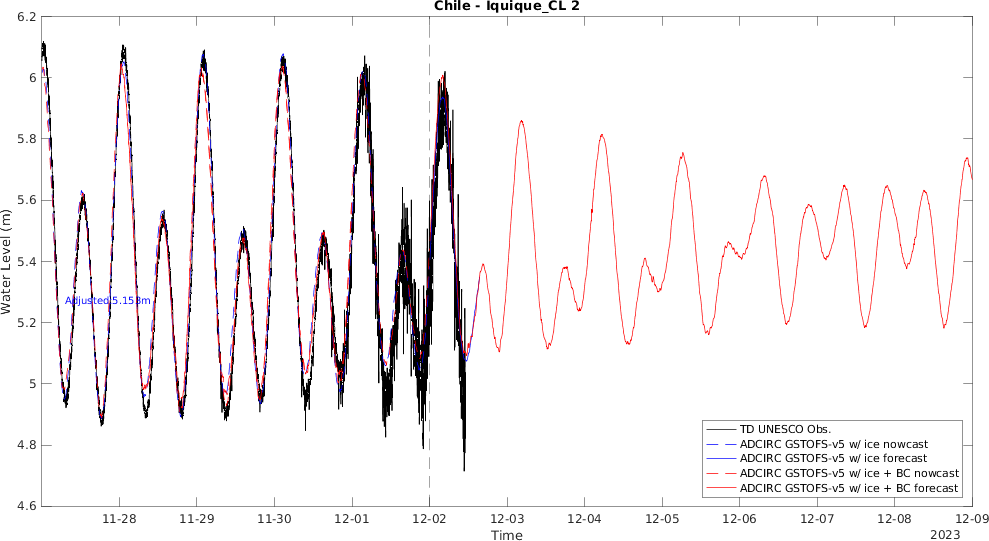 Chile - Iquique_CL 2
6.2
6
5.8
5.6
5.4
5.2
5
4.8
4.6
Water Level (m)
Adjusted 5.153m
TD UNESCO Obs.
ADCIRC GSTOFS-v5 w/ ice nowcast
ADCIRC GSTOFS-v5 w/ ice forecast
ADCIRC GSTOFS-v5 w/ ice + BC nowcast
ADCIRC GSTOFS-v5 w/ ice + BC forecast
11-28 11-29 11-30 12-01 12-02 12-03 12-04 12-05 12-06 12-07 12-08 12-09
Time
2023